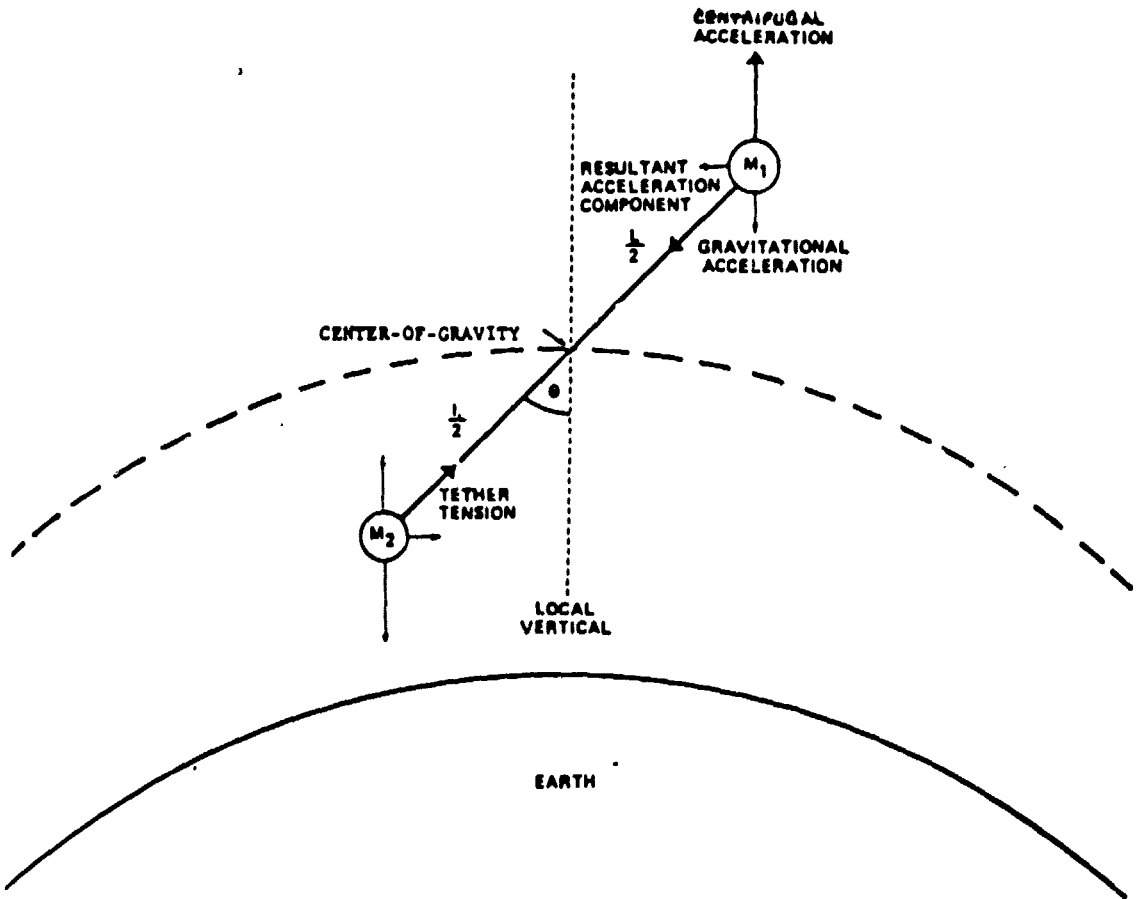 CENTRIFUGAL
ACCELERATION
M1
RESULTANT
ACCELERATION
COMPONENT
L/2
GRAVITATIONAL
ACCELERATION
CENTER-OF-GRAVITY
θ
L/2
TETHER
TENSION
M2
LOCAL
VERTICAL
EARTH